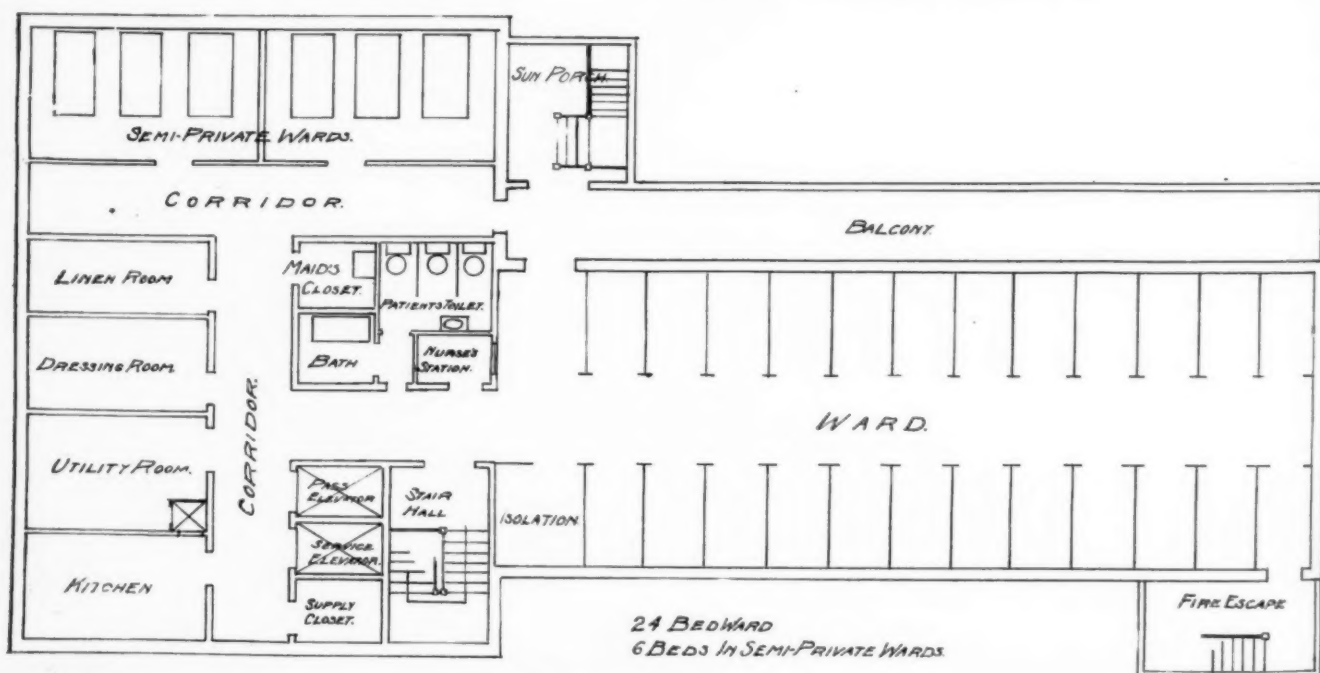 SUN PORCH.
SEMI-PRIVATE WARDS.
CORRIDOR.
BALCONY.
LINEN ROOM
MAID'S
CLOSET.
PATIENTS TOILET.
DRESSING ROOM
BATH
NURSE'S
STATION.
CORRIDOR.
WARD.
UTILITY ROOM.
PASS.
ELEVATOR
STAIR
HALL
ISOLATION.
SERVICE
ELEVATOR.
KITCHEN
SUPPLY
CLOSET.
FIRE ESCAPE
24 BED WARD
6 BEDS IN SEMI-PRIVATE WARDS.